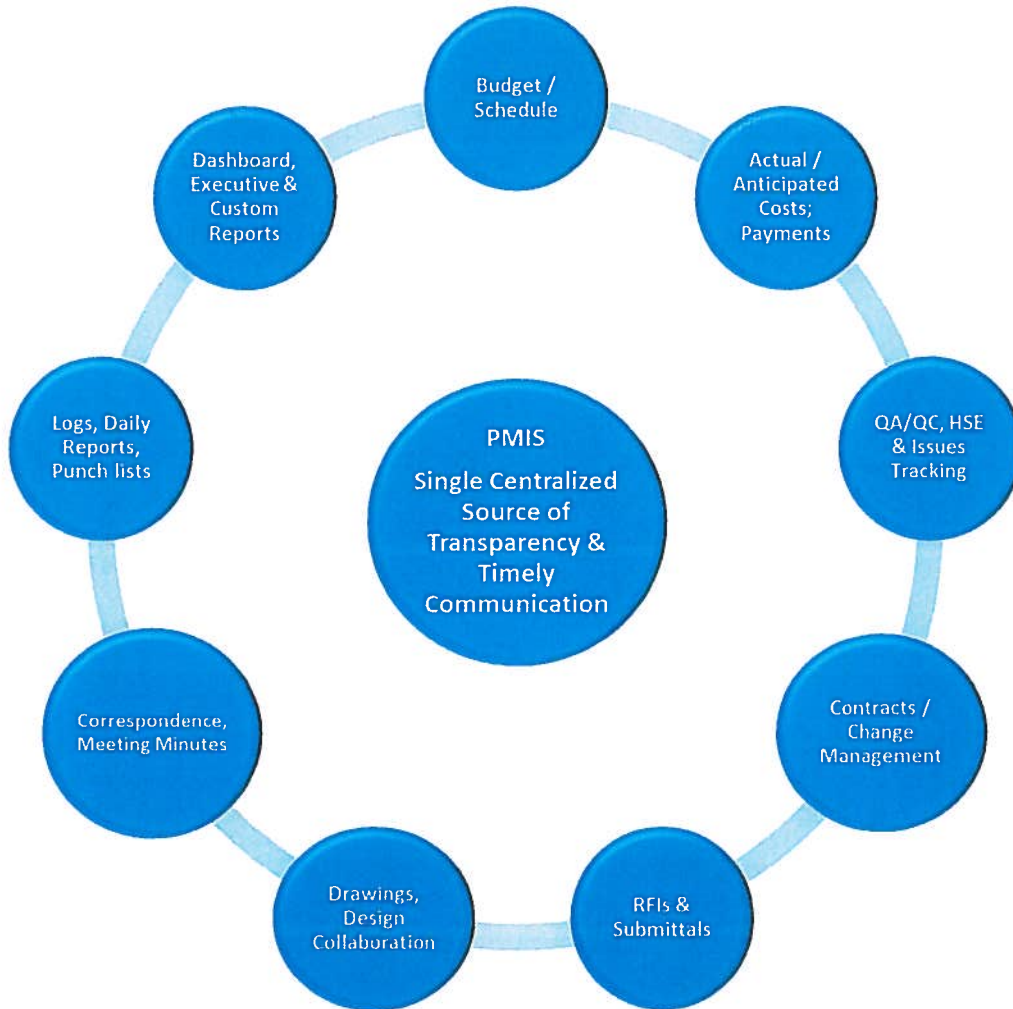 Budget /
Schedule
Actual /
Anticipated
Costs;
Payments
QA/QC, HSE
& Issues
Tracking
Contracts /
Change
Management
RFIs &
Submittals
Drawings,
Design
Collaboration
Correspondence,
Meeting Minutes
Logs, Daily
Reports,
Punch lists
Dashboard,
Executive &
Custom
Reports
PMIS
Single Centralized
Source of
Transparency &
Timely
Communication